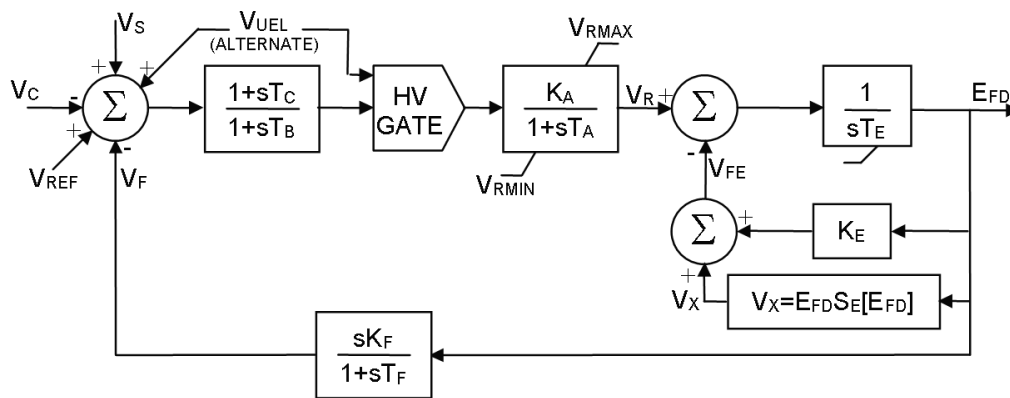 VS
VUEL
(ALTERNATE)
VRMAX
VC
+
+
-
+
-
Σ
1+sTC
1+sTB
HV
GATE
KA
1+sTA
VR
+
Σ
-
1
sTE
EFD
VREF
VF
VRMIN
VFE
Σ
+
KE
+
VX
VX=EFDSE[EFD]
sKF
1+sTF